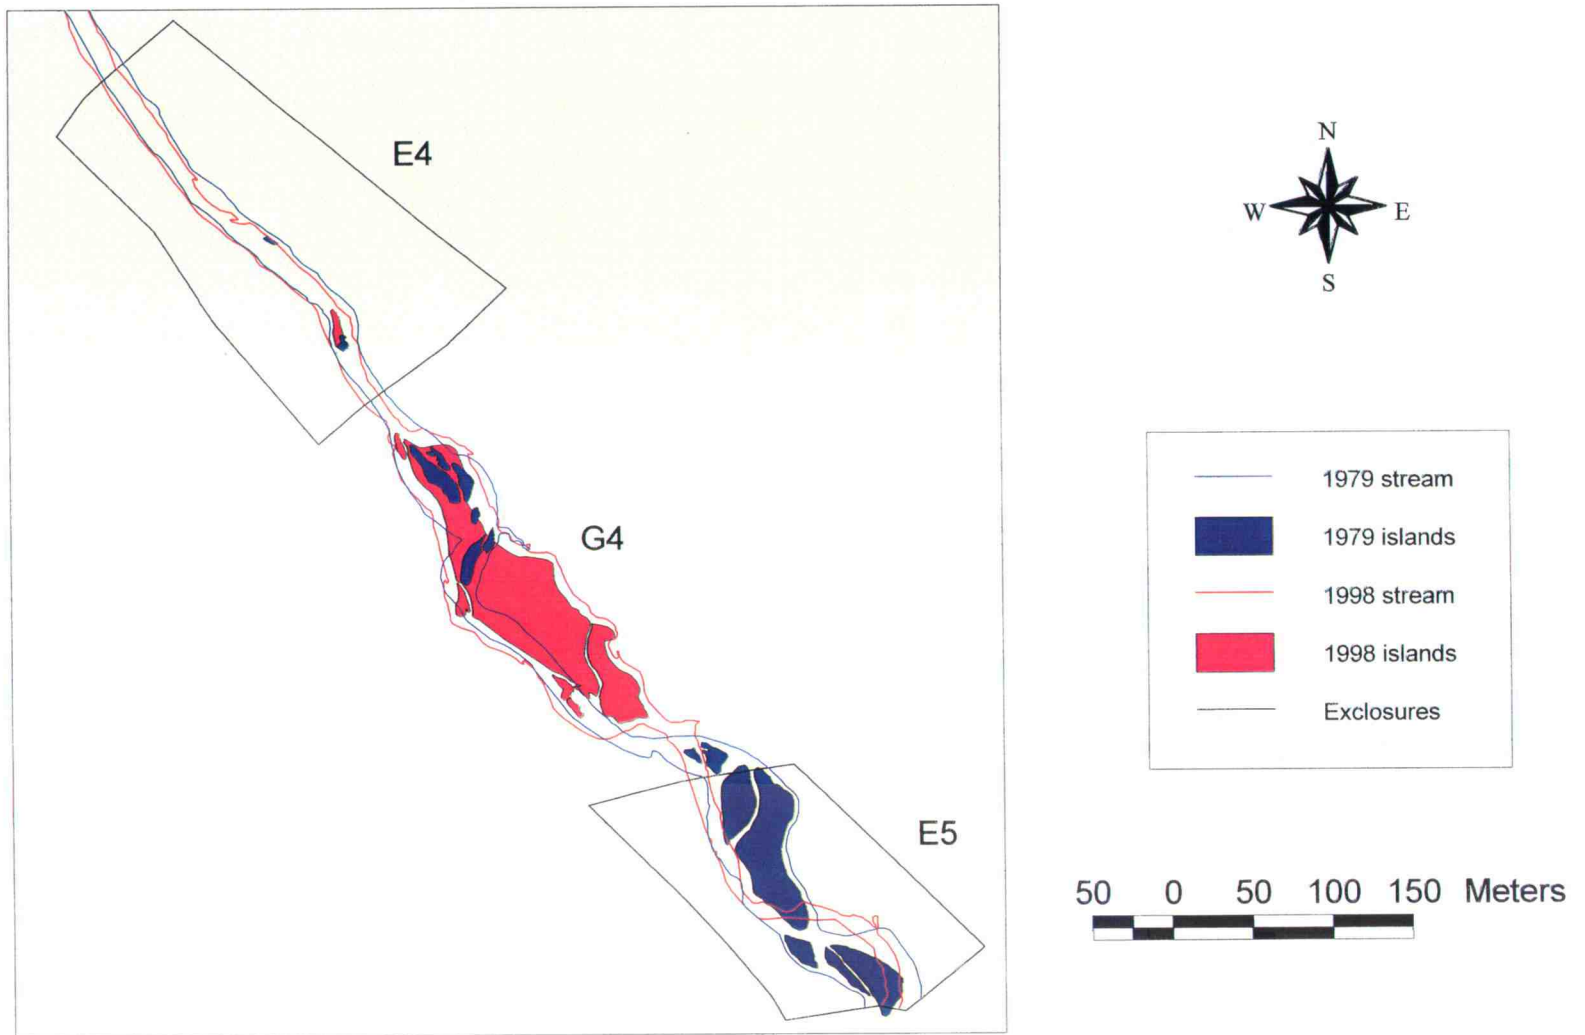 E4
G4
E5
N
W E
S
1979 stream
1979 islands
1998 stream
1998 islands
Exclosures
50 0 50 100 150 Meters